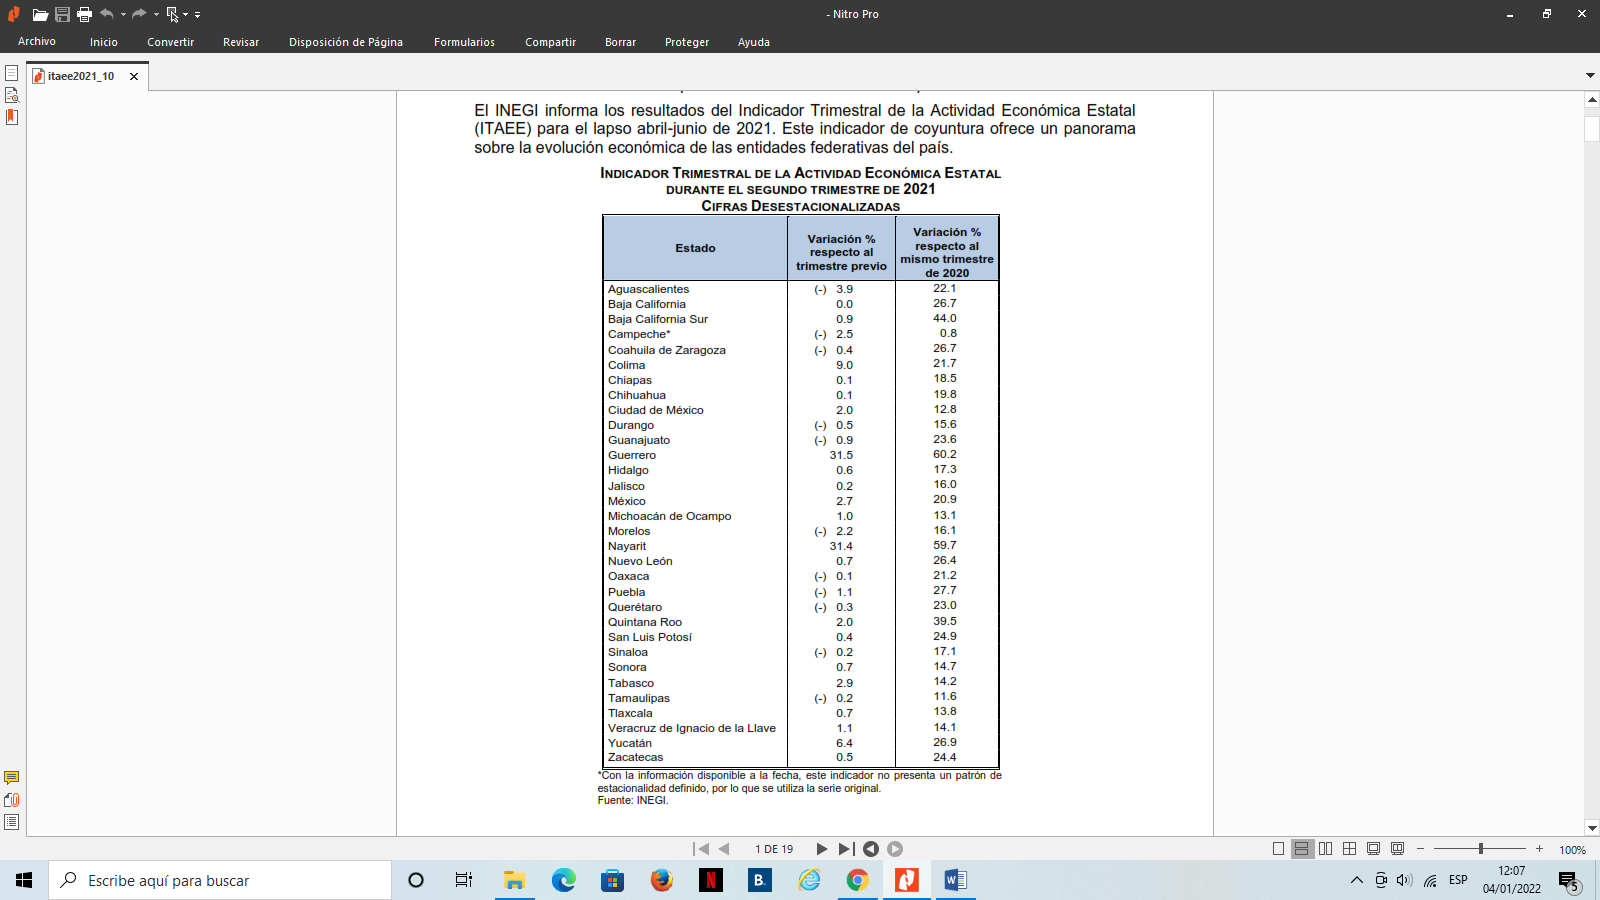 - Nitro Pro
Archivo Inicio Convertir Revisar Disposición de Página Formularios Compartir Borrar Proteger Ayuda
itaee2021_10
El INEGI informa los resultados del Indicador Trimestral de la Actividad Económica Estatal
(ITAEE) para el lapso abril-junio de 2021. Este indicador de coyuntura ofrece un panorama
sobre la evolución económica de las entidades federativas del país.
INDICADOR TRIMESTRAL DE LA ACTIVIDAD ECONÓMICA ESTATAL
DURANTE EL SEGUNDO TRIMESTRE DE 2021
CIFRAS DESESTACIONALIZADAS
Estado
Variación %
respecto al
trimestre previo
Variación %
respecto al
mismo trimestre
de 2020
Aguascalientes (-) 3.9 22.1
Baja California 0.0 26.7
Baja California Sur 0.9 44.0
Campeche* (-) 2.5 0.8
Coahuila de Zaragoza (-) 0.4 26.7
Colima 9.0 21.7
Chiapas 0.1 18.5
Chihuahua 0.1 19.8
Ciudad de México 2.0 12.8
Durango (-) 0.5 15.6
Guanajuato (-) 0.9 23.6
Guerrero 31.5 60.2
Hidalgo 0.6 17.3
Jalisco 0.2 16.0
México 2.7 20.9
Michoacán de Ocampo 1.0 13.1
Morelos (-) 2.2 16.1
Nayarit 31.4 59.7
Nuevo León 0.7 26.4
Oaxaca (-) 0.1 21.2
Puebla (-) 1.1 27.7
Querétaro (-) 0.3 23.0
Quintana Roo 2.0 39.5
San Luis Potosí 0.4 24.9
Sinaloa (-) 0.2 17.1
Sonora 0.7 14.7
Tabasco 2.9 14.2
Tamaulipas (-) 0.2 11.6
Tlaxcala 0.7 13.8
Veracruz de Ignacio de la Llave 1.1 14.1
Yucatán 6.4 26.9
Zacatecas 0.5 24.4
*Con la información disponible a la fecha, este indicador no presenta un patrón de
estacionalidad definido, por lo que se utiliza la serie original.
Fuente: INEGI.
1 DE 19
100%
Escribe aquí para buscar
N
B.
W
ESP
12:07
04/01/2022
5